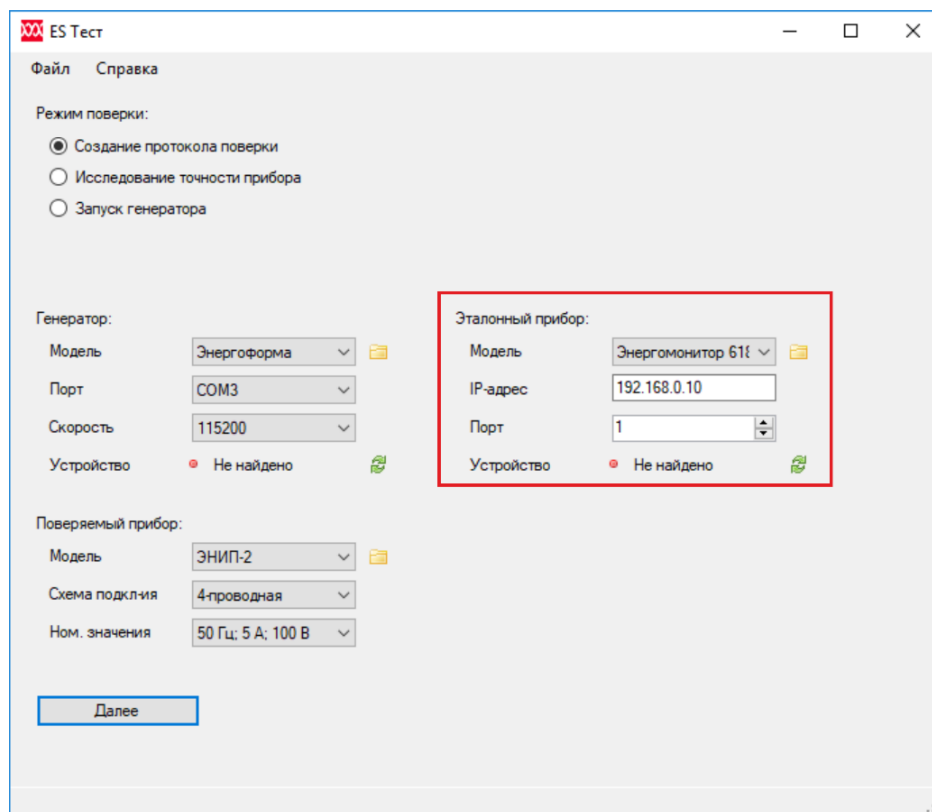 ES Тест
Файл Справка
Режим поверки:
Создание протокола поверки
Исследование точности прибора
Запуск генератора
Генератор:
Модель Энергоформа
Порт COM3
Скорость 115200
Устройство Не найдено
Эталонный прибор:
Модель Энергомонитор 618
IP-адрес 192.168.0.10
Порт 1
Устройство Не найдено
Поверяемый прибор:
Модель ЭНИП-2
Схема подкл-ия 4-проводная
Ном. значения 50 Гц; 5 А; 100 В
Далее